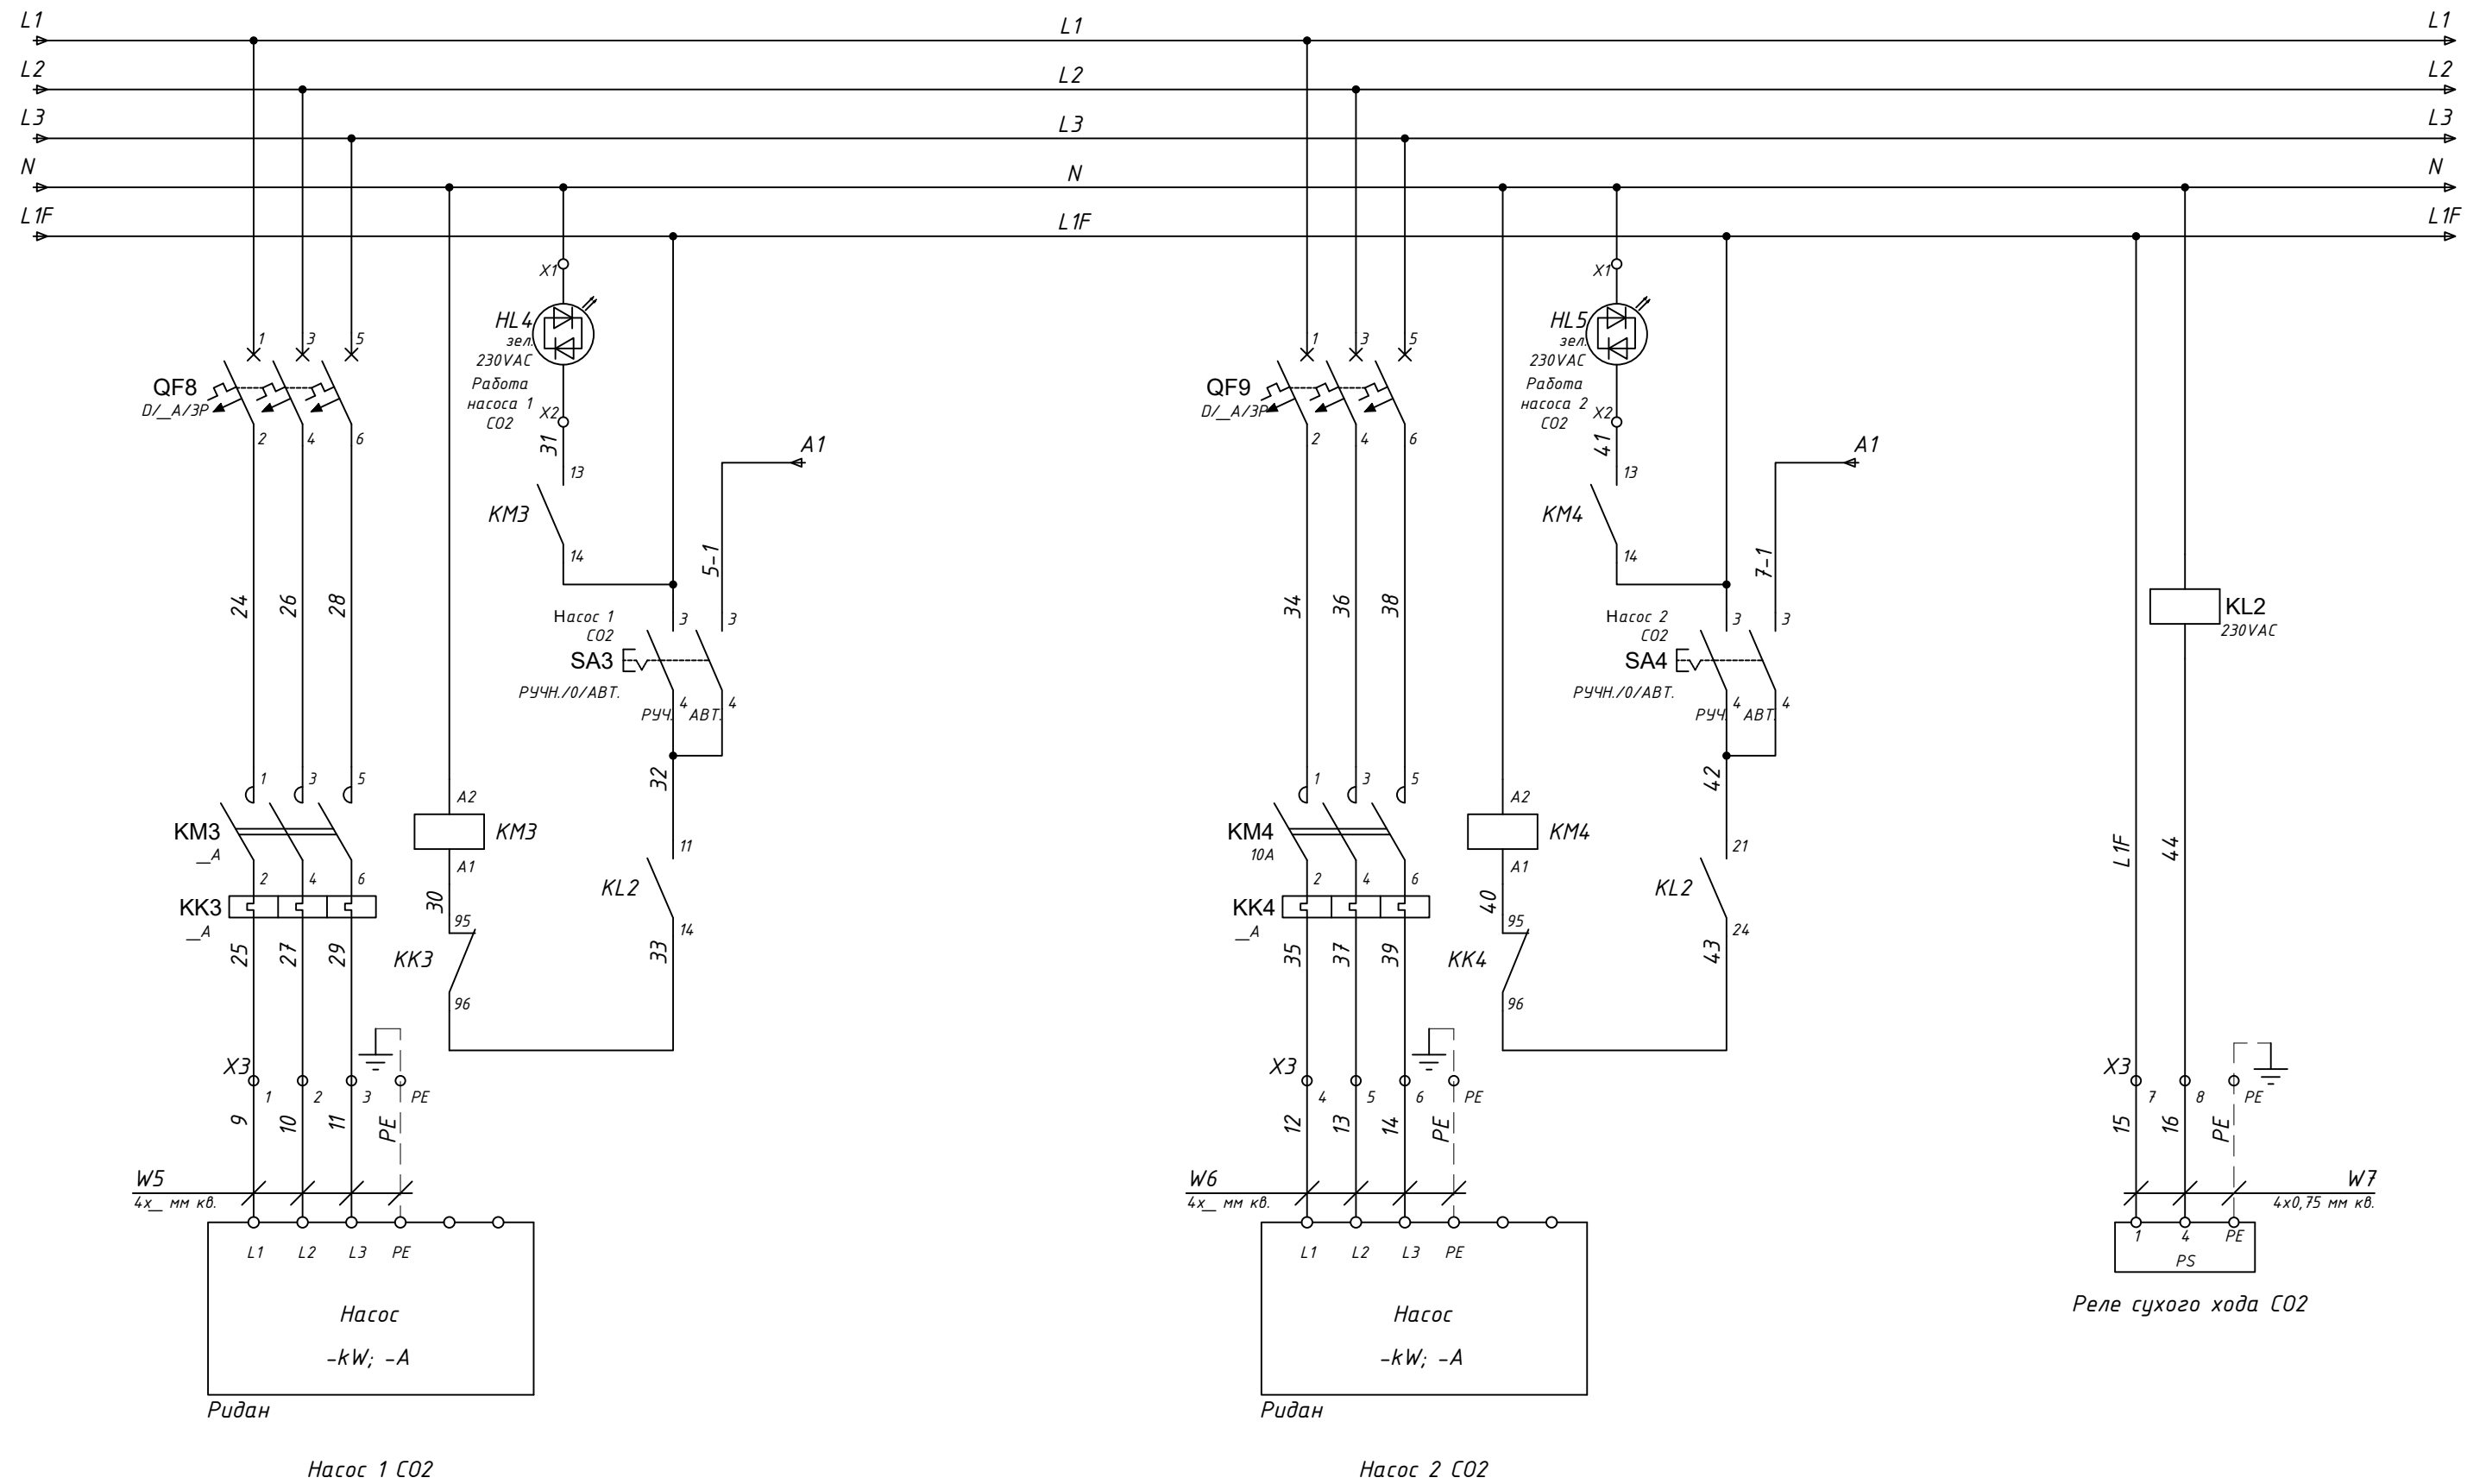 L1 L1 L1
L2 L2 L2
L3 L3 L3
N N N
L1F L1F L1F
1 3 5
QF8
D/__A/3P
2 4 6
24 26 28
1 3 5
KM3
__A
2 4 6
KK3
__A
25 27 29
X3
1 2 3 PE
9 10 11 PE
W5
4x__ мм кв.
L1 L2 L3 PE
Насос
-kW; -A
Ридан
Насос 1 CO2
A2
KM3
A1
30
95
KK3
96
X1
HL4
зел.
230VAC
Работа
насоса 1
CO2
X2
31
13
KM3
14
A1
5-1
Насос 1
CO2
3 3
SA3
РУЧН./0/АВТ.
4 4
РУЧ. АВТ.
32
11
KL2
14
33
1 3 5
QF9
D/__A/3P
2 4 6
34 36 38
1 3 5
KM4
10A
2 4 6
KK4
__A
35 37 39
X3
4 5 6 PE
12 13 14 PE
W6
4x__ мм кв.
L1 L2 L3 PE
Насос
-kW; -A
Ридан
Насос 2 CO2
A2
KM4
A1
40
95
KK4
96
X1
HL5
зел.
230VAC
Работа
насоса 2
CO2
X2
41
13
KM4
14
A1
7-1
Насос 2
CO2
3 3
SA4
РУЧН./0/АВТ.
4 4
РУЧ. АВТ.
42
21
KL2
24
43
KL2
230VAC
L1F 44
X3
7 8 PE
15 16 PE
W7
4x0,75 мм кв.
1 4 PE
PS
Реле сухого хода CO2